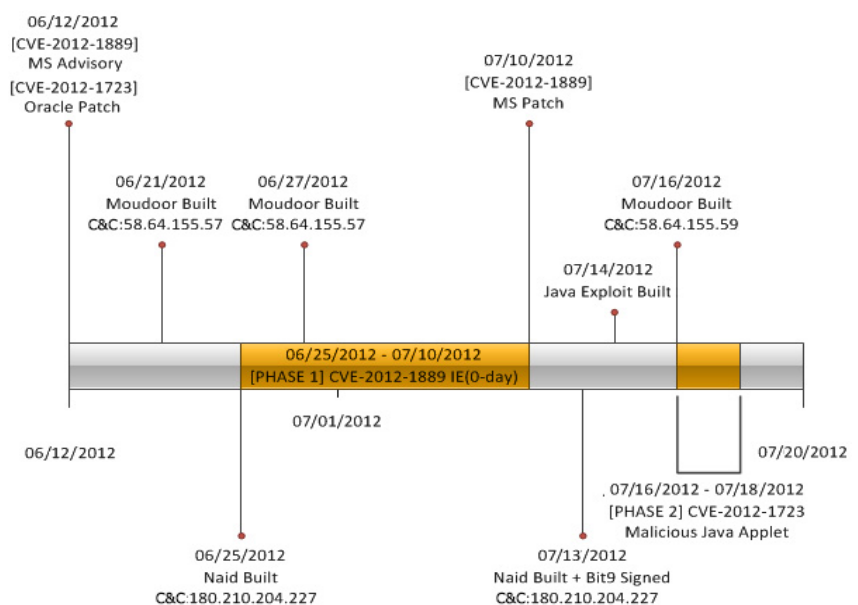 06/12/2012
[CVE-2012-1889]
MS Advisory
[CVE-2012-1723]
Oracle Patch
07/10/2012
[CVE-2012-1889]
MS Patch
06/21/2012
Moudoor Built
C&C:58.64.155.57
06/27/2012
Moudoor Built
C&C:58.64.155.57
07/16/2012
Moudoor Built
C&C:58.64.155.59
07/14/2012
Java Exploit Built
06/25/2012 - 07/10/2012
[PHASE 1] CVE-2012-1889 IE(0-day)
07/01/2012
06/12/2012
07/20/2012
07/16/2012 - 07/18/2012
[PHASE 2] CVE-2012-1723
Malicious Java Applet
06/25/2012
Naid Built
C&C:180.210.204.227
07/13/2012
Naid Built + Bit9 Signed
C&C:180.210.204.227